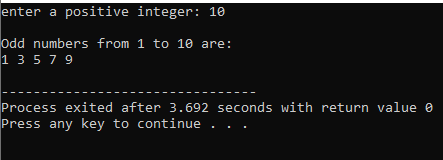 enter a positive integer: 10
Odd numbers from 1 to 10 are:
1 3 5 7 9
--------------------------------
Process exited after 3.692 seconds with return value 0
Press any key to continue . . .